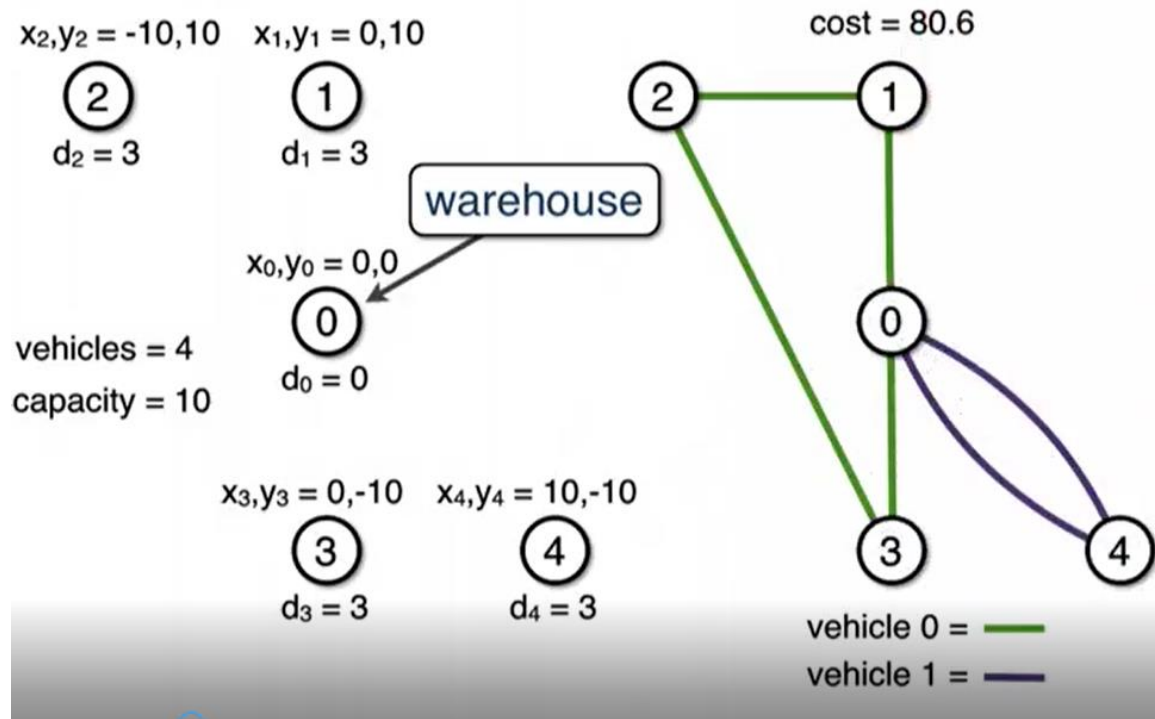 x2,y2 = -10,10
x1,y1 = 0,10
cost = 80.6
2
1
2
1
d2 = 3
d1 = 3
warehouse
x0,y0 = 0,0
0
0
vehicles = 4
d0 = 0
capacity = 10
x3,y3 = 0,-10
x4,y4 = 10,-10
3
4
3
4
d3 = 3
d4 = 3
vehicle 0 =
vehicle 1 =